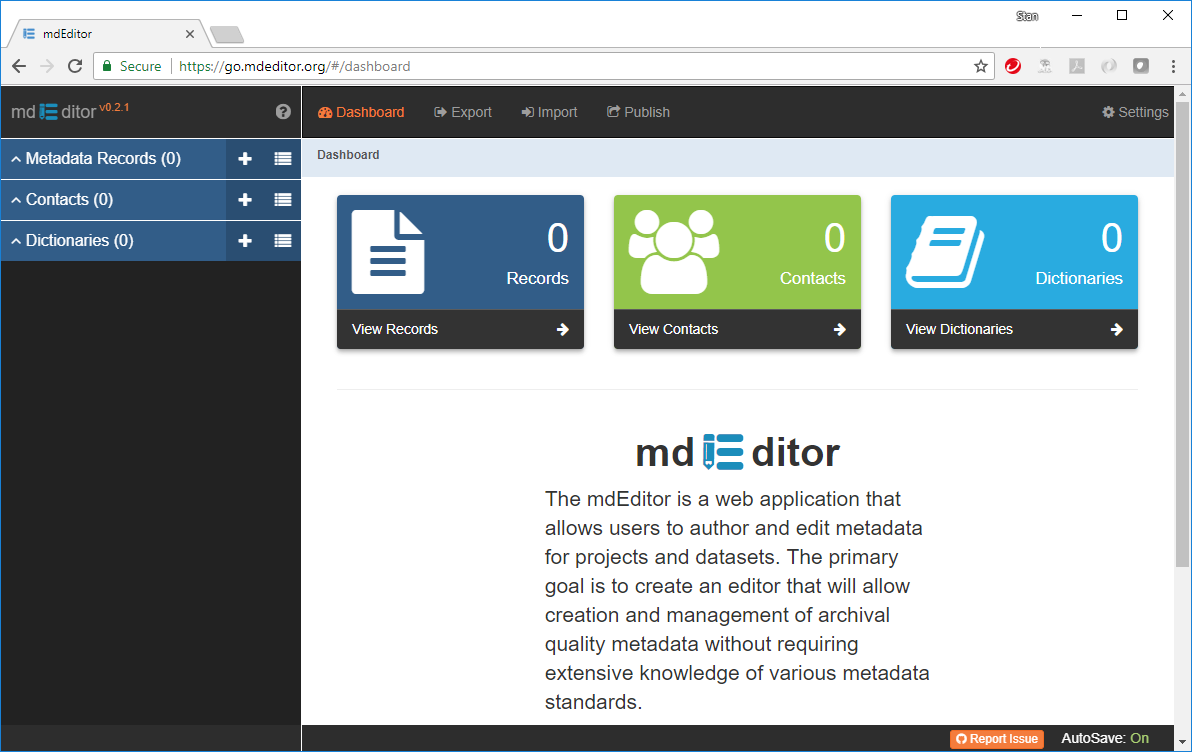 Stan
mdEditor
Secure
https://go.mdeditor.org/#/dashboard
md ditor v0.2.1
Dashboard
Export
Import
Publish
Settings
Metadata Records (0)
Contacts (0)
Dictionaries (0)
Dashboard
0
Records
View Records
0
Contacts
View Contacts
0
Dictionaries
View Dictionaries
mdEditor
The mdEditor is a web application that
allows users to author and edit metadata
for projects and datasets. The primary
goal is to create an editor that will allow
creation and management of archival
quality metadata without requiring
extensive knowledge of various metadata
standards.
Report Issue
AutoSave: On